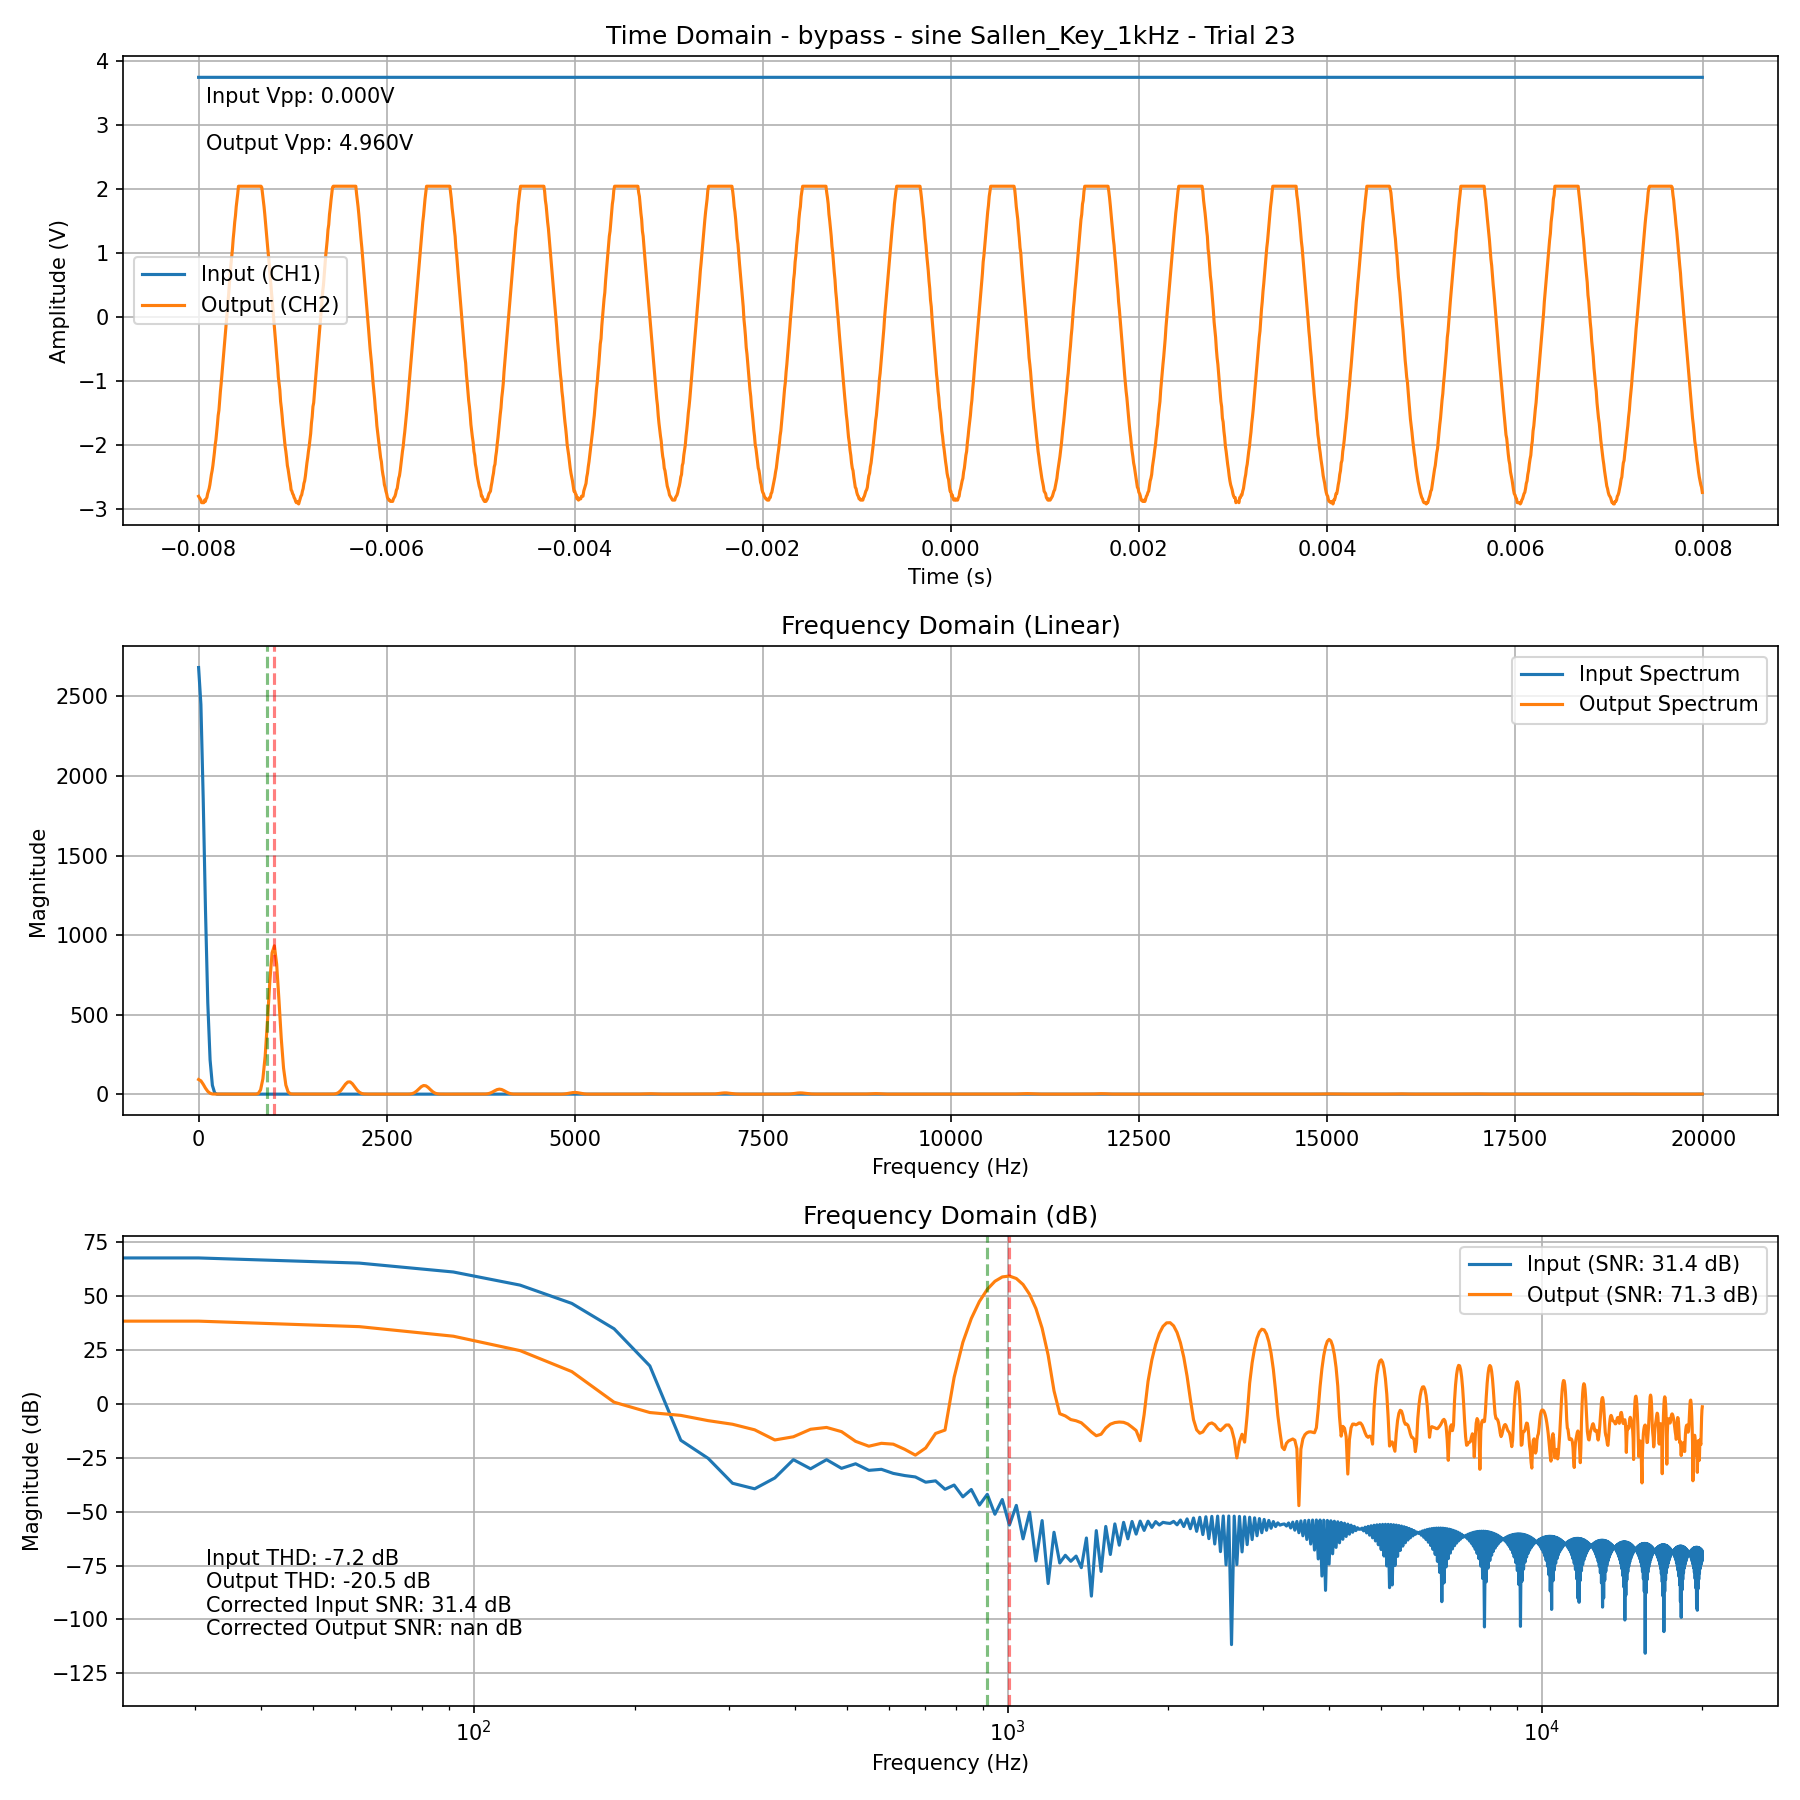 Time Domain - bypass - sine Sallen_Key_1kHz - Trial 23
4
3
2
1
0
−1
−2
−3
Amplitude (V)
Input Vpp: 0.000V
Output Vpp: 4.960V
Input (CH1)
Output (CH2)
−0.008
−0.006
−0.004
−0.002
0.000
0.002
0.004
0.006
0.008
Time (s)
Frequency Domain (Linear)
2500
2000
1500
1000
500
0
Magnitude
Input Spectrum
Output Spectrum
0
2500
5000
7500
10000
12500
15000
17500
20000
Frequency (Hz)
Frequency Domain (dB)
75
50
25
0
−25
−50
−75
−100
−125
Magnitude (dB)
Input (SNR: 31.4 dB)
Output (SNR: 71.3 dB)
Input THD: -7.2 dB
Output THD: -20.5 dB
Corrected Input SNR: 31.4 dB
Corrected Output SNR: nan dB
10²
10³
10⁴
Frequency (Hz)